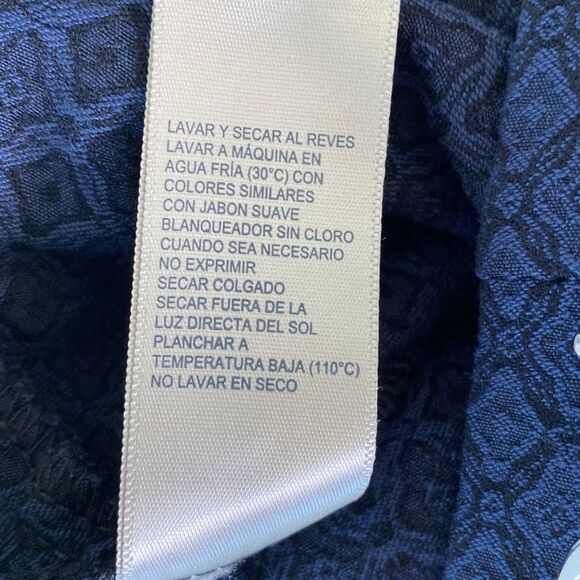 LAVAR Y SECAR AL REVES
LAVAR A MÁQUINA EN
AGUA FRÍA (30°C) CON
COLORES SIMILARES
CON JABON SUAVE
BLANQUEADOR SIN CLORO
CUANDO SEA NECESARIO
NO EXPRIMIR
SECAR COLGADO
SECAR FUERA DE LA
LUZ DIRECTA DEL SOL
PLANCHAR A
TEMPERATURA BAJA (110°C)
NO LAVAR EN SECO